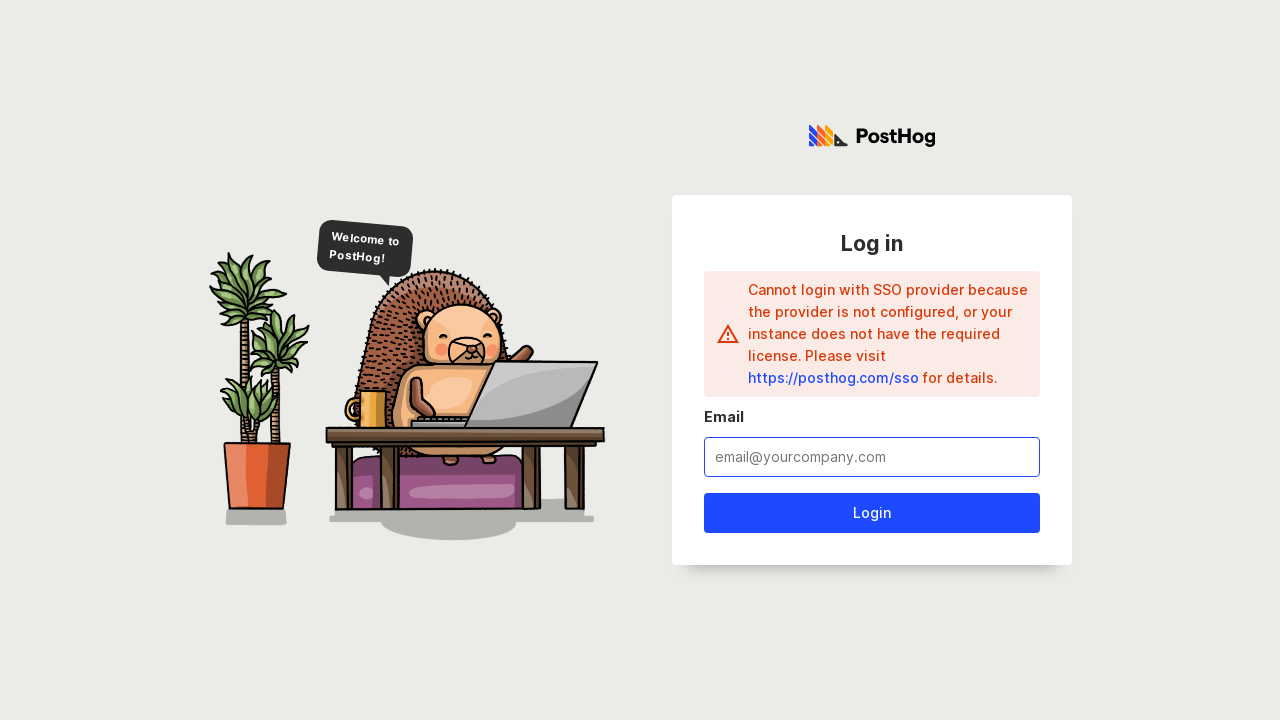 PostHog
Welcome to
PostHog!
Log in
Cannot login with SSO provider because
the provider is not configured, or your
instance does not have the required
license. Please visit
https://posthog.com/sso for details.
Email
email@yourcompany.com
Login